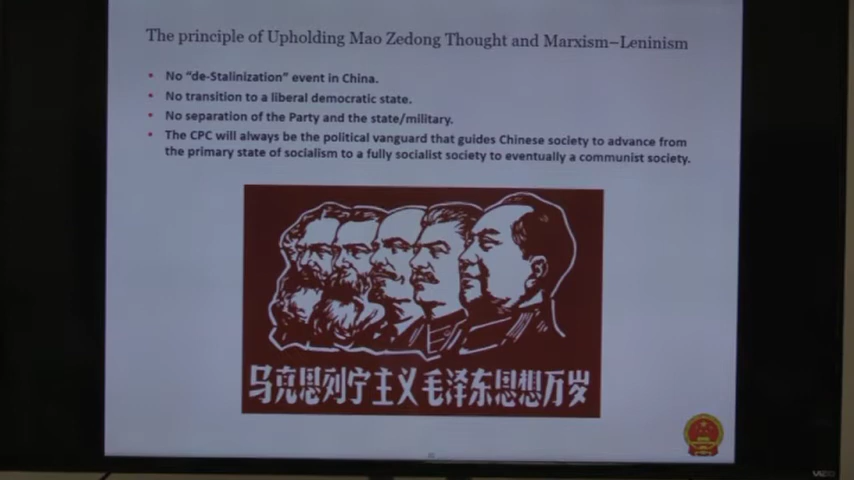 The principle of Upholding Mao Zedong Thought and Marxism—Leninism
• No “de-Stalinization” event in China.
• No transition to a liberal democratic state.
• No separation of the Party and the state/military.
• The CPC will always be the political vanguard that guides Chinese society to advance from
the primary state of socialism to a fully socialist society to eventually a communist society.
马克思列宁主义毛泽东思想万岁
VIZIO